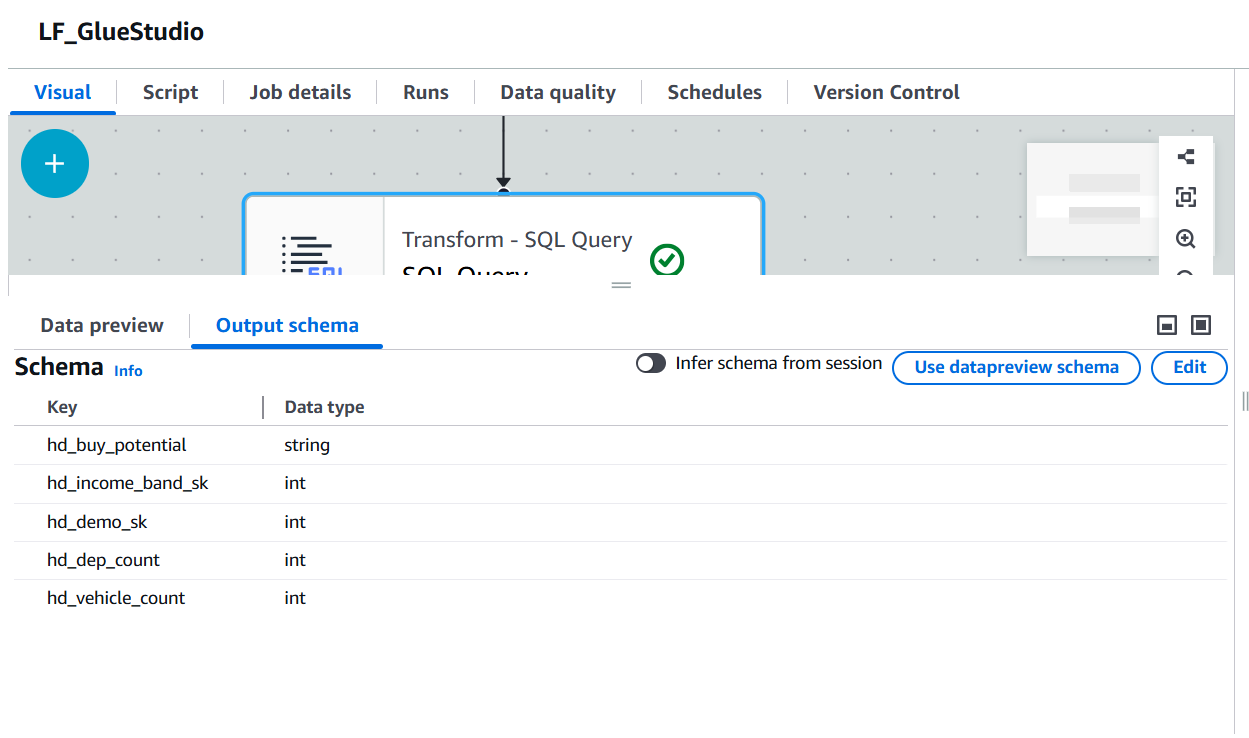 LF_GlueStudio
Visual
Script
Job details
Runs
Data quality
Schedules
Version Control
+
Transform - SQL Query
SQL
SQL Query
Data preview
Output schema
Schema Info
Infer schema from session
Use datapreview schema
Edit
Key Data type
hd_buy_potential string
hd_income_band_sk int
hd_demo_sk int
hd_dep_count int
hd_vehicle_count int